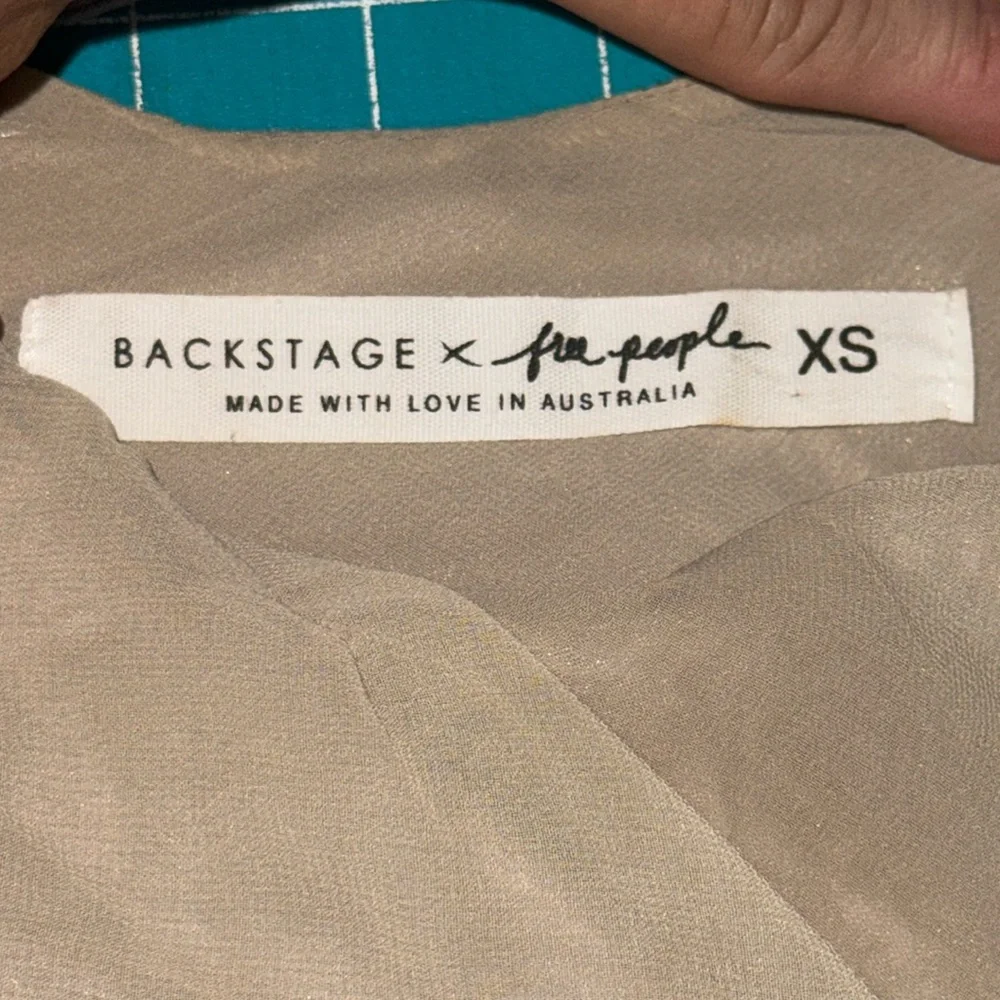 BACKSTAGE × free people XS
MADE WITH LOVE IN AUSTRALIA